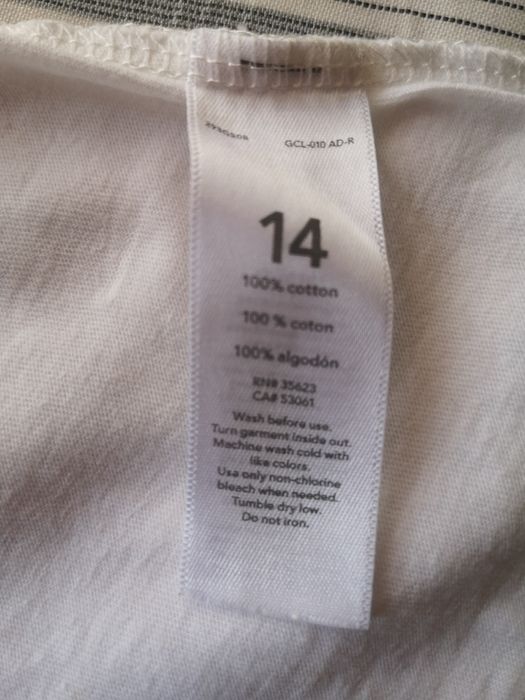 GCL-010 AD-R
14
100% cotton
100 % coton
100% algodón
RN# 35623
CA# 53061
Wash before use.
Turn garment inside out.
Machine wash cold with
like colors.
Use only non-chlorine
bleach when needed.
Tumble dry low.
Do not iron.